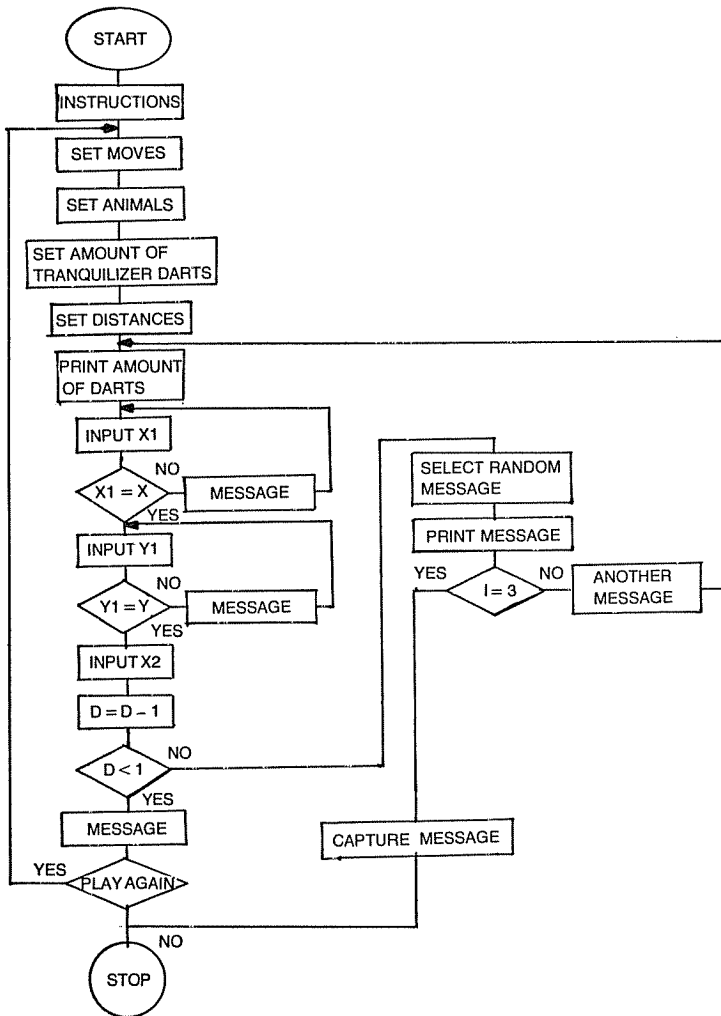 START
INSTRUCTIONS
SET MOVES
SET ANIMALS
SET AMOUNT OF
TRANQUILIZER DARTS
SET DISTANCES
PRINT AMOUNT
OF DARTS
INPUT X1
X1 = X
NO
MESSAGE
YES
INPUT Y1
Y1 = Y
NO
MESSAGE
YES
INPUT X2
D = D − 1
D < 1
NO
YES
MESSAGE
PLAY AGAIN
YES
NO
STOP
SELECT RANDOM
MESSAGE
PRINT MESSAGE
I = 3
YES
NO
ANOTHER
MESSAGE
CAPTURE MESSAGE